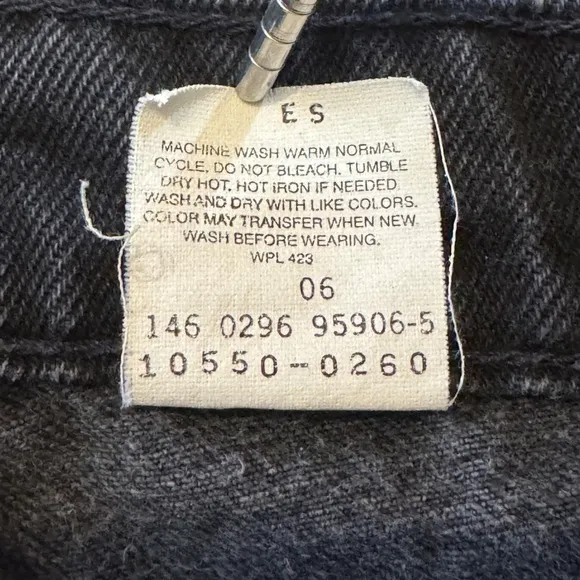 E S
MACHINE WASH WARM NORMAL
CYCLE, DO NOT BLEACH. TUMBLE
DRY HOT. HOT IRON IF NEEDED
WASH AND DRY WITH LIKE COLORS.
COLOR MAY TRANSFER WHEN NEW
WASH BEFORE WEARING.
WPL 423
06
146 0296 95906-5
10550-0260